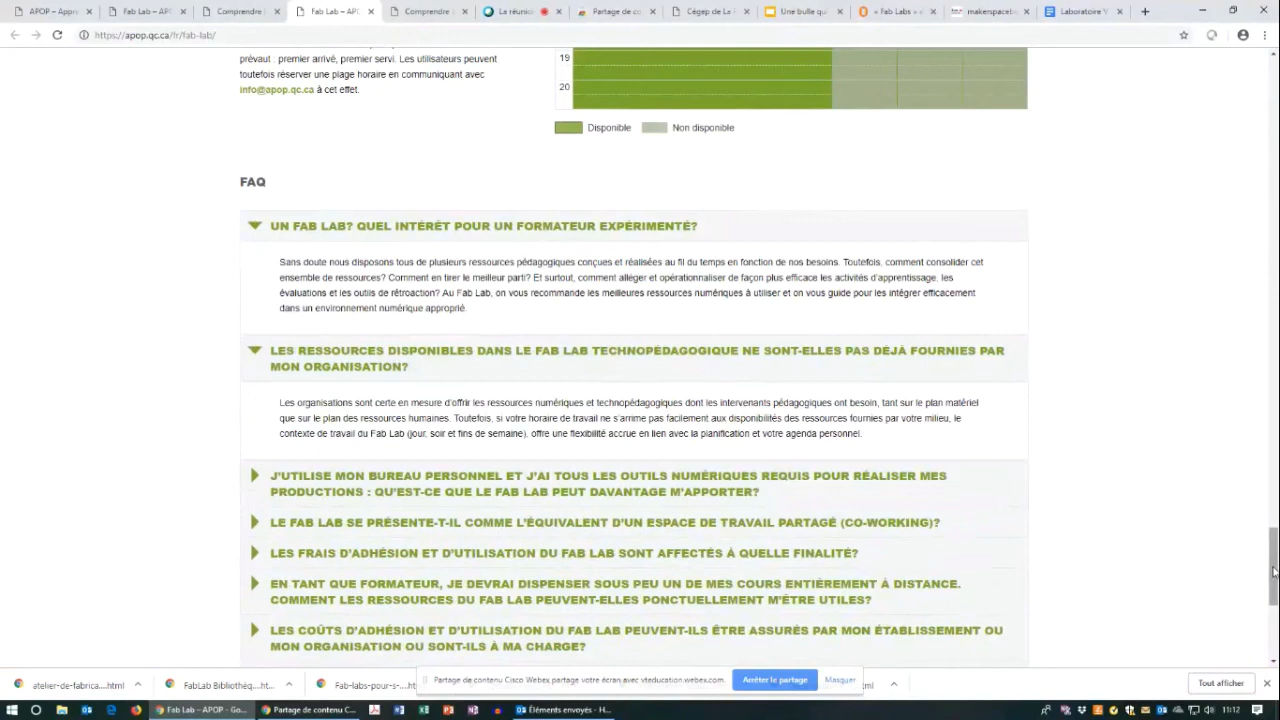 APOP – Appren
Fab Lab – APC
Comprendre l
Fab Lab – APC
Comprendre l
La réunio
Partage de co
Cégep de La
Une bulle qui
« Fab Labs »
makerspaceb
Laboratoire V
https://apop.qc.ca/fr/fab-lab/
prévaut : premier arrivé, premier servi. Les utilisateurs peuvent
toutefois réserver une plage horaire en communiquant avec
info@apop.qc.ca à cet effet.
19
20
Disponible Non disponible
FAQ
UN FAB LAB? QUEL INTÉRÊT POUR UN FORMATEUR EXPÉRIMENTÉ?
Sans doute nous disposons tous de plusieurs ressources pédagogiques conçues et réalisées au fil du temps en fonction de nos besoins. Toutefois, comment consolider cet
ensemble de ressources? Comment en tirer le meilleur parti? Et surtout, comment alléger et opérationnaliser de façon plus efficace les activités d'apprentissage, les
évaluations et les outils de rétroaction? Au Fab Lab, on vous recommande les meilleures ressources numériques à utiliser et on vous guide pour les intégrer efficacement
dans un environnement numérique approprié.
LES RESSOURCES DISPONIBLES DANS LE FAB LAB TECHNOPÉDAGOGIQUE NE SONT-ELLES PAS DÉJÀ FOURNIES PAR
MON ORGANISATION?
Les organisations sont certe en mesure d'offrir les ressources numériques et technopédagogiques dont les intervenants pédagogiques ont besoin, tant sur le plan matériel
que sur le plan des ressources humaines. Toutefois, si votre horaire de travail ne s'arrime pas facilement aux disponibilités des ressources fournies par votre milieu, le
contexte de travail du Fab Lab (jour, soir et fins de semaine), offre une flexibilité accrue en lien avec la planification et votre agenda personnel.
J'UTILISE MON BUREAU PERSONNEL ET J'AI TOUS LES OUTILS NUMÉRIQUES REQUIS POUR RÉALISER MES
PRODUCTIONS : QU'EST-CE QUE LE FAB LAB PEUT DAVANTAGE M'APPORTER?
LE FAB LAB SE PRÉSENTE-T-IL COMME L'ÉQUIVALENT D'UN ESPACE DE TRAVAIL PARTAGÉ (CO-WORKING)?
LES FRAIS D'ADHÉSION ET D'UTILISATION DU FAB LAB SONT AFFECTÉS À QUELLE FINALITÉ?
EN TANT QUE FORMATEUR, JE DEVRAI DISPENSER SOUS PEU UN DE MES COURS ENTIÈREMENT À DISTANCE.
COMMENT LES RESSOURCES DU FAB LAB PEUVENT-ELLES PONCTUELLEMENT M'ÊTRE UTILES?
LES COÛTS D'ADHÉSION ET D'UTILISATION DU FAB LAB PEUVENT-ILS ÊTRE ASSURÉS PAR MON ÉTABLISSEMENT OU
MON ORGANISATION OU SONT-ILS À MA CHARGE?
atelier-de-labora....html
FabLab Bibliothéq....html
Fab-labs-pour-s-....ht
Partage de contenu Cisco Webex partage votre écran avec vteducation.webex.com.
Arrêter le partage
Masquer
ml
Tout afficher
Fab Lab – APOP - Go...
Partage de contenu C...
Éléments envoyés - H...
11:12